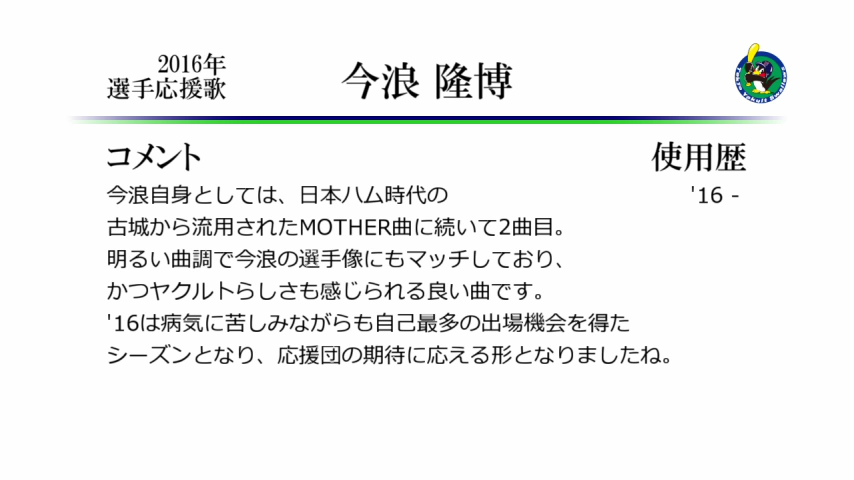 2016年
選手応援歌
今浪 隆博
コメント
使用歴
今浪自身としては、日本ハム時代の
'16 -
古城から流用されたMOTHER曲に続いて2曲目。
明るい曲調で今浪の選手像にもマッチしており、
かつヤクルトらしさも感じられる良い曲です。
'16は病気に苦しみながらも自己最多の出場機会を得た
シーズンとなり、応援団の期待に応える形となりましたね。
Tokyo Yakult Swallows